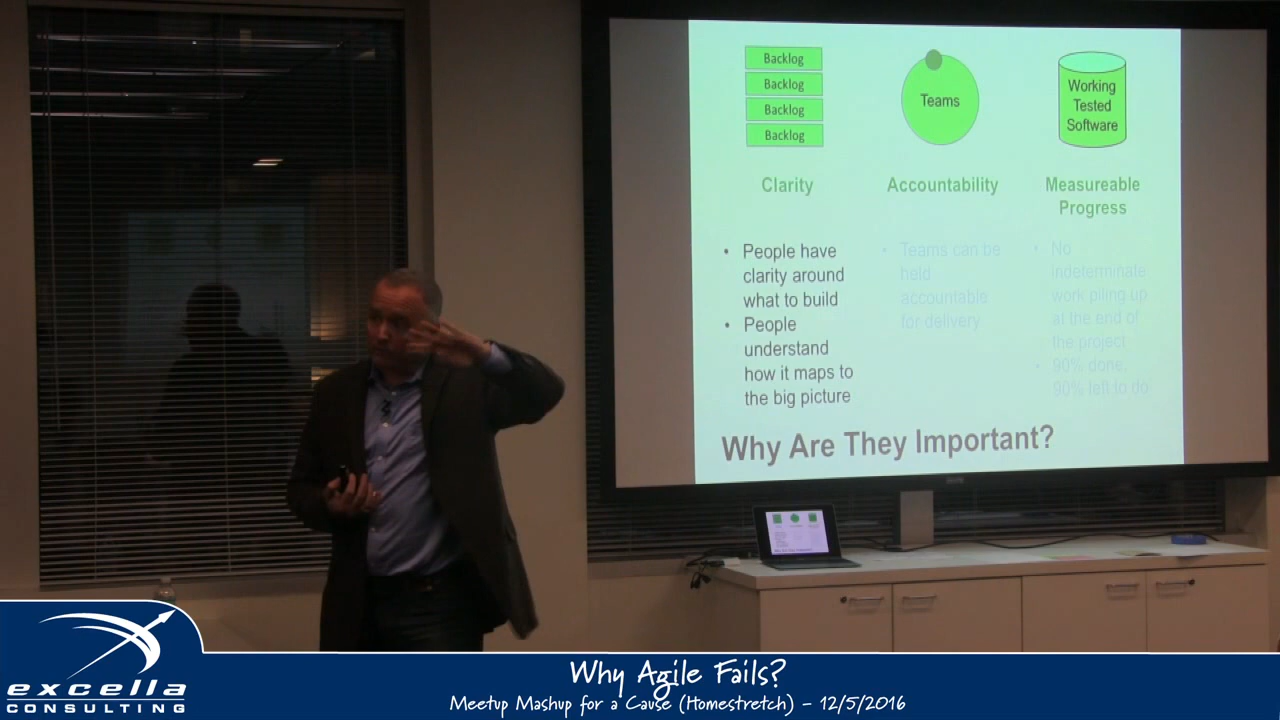 Backlog
Backlog
Backlog
Backlog
Teams
Working
Tested
Software
Clarity
Accountability
Measureable
Progress
• People have
clarity around
what to build
• People
understand
how it maps to
the big picture
• Teams can be
held
accountable
for delivery
• No
indeterminate
work piling up
at the end of
the project
• 90% done,
90% left to do
Why Are They Important?
excella
CONSULTING
Why Agile Fails?
Meetup Mashup for a Cause (Homestretch) – 12/5/2016